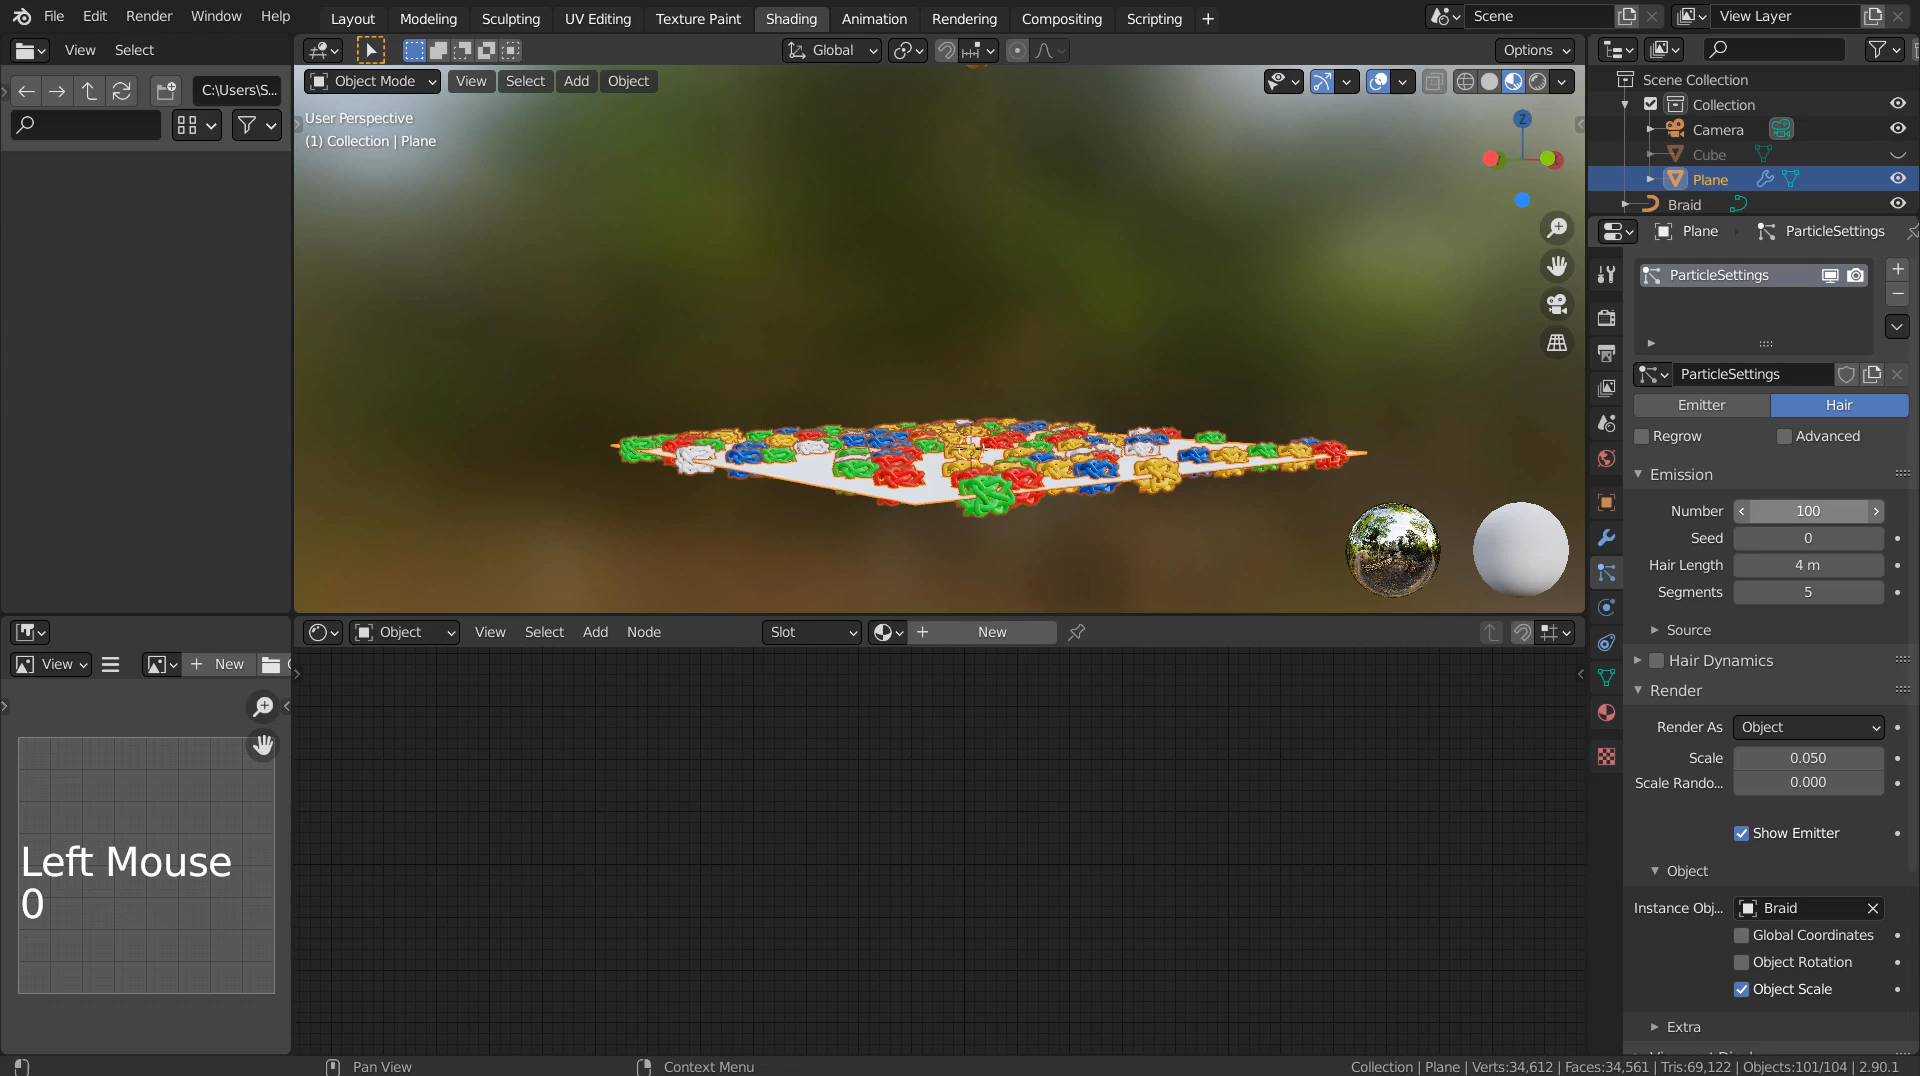 File Edit Render Window Help Layout Modeling Sculpting UV Editing Texture Paint Shading Animation Rendering Compositing Scripting + Scene View Layer
View Select Global Options
C:\Users\S... Object Mode View Select Add Object
User Perspective
(1) Collection | Plane
Z
Scene Collection
Collection
Camera
Cube
Plane
Braid
Plane ParticleSettings
ParticleSettings
ParticleSettings
Emitter Hair
Regrow Advanced
Emission
Number 100
Seed 0
Hair Length 4 m
Segments 5
Source
Hair Dynamics
Render
Render As Object
Scale 0.050
Scale Rando... 0.000
Show Emitter
Object
Instance Obj... Braid
Global Coordinates
Object Rotation
Object Scale
Extra
Object View Select Add Node Slot New
View New
Left Mouse
0
Pan View Context Menu Collection | Plane | Verts:34,612 | Faces:34,561 | Tris:69,122 | Objects:101/104 | 2.90.1